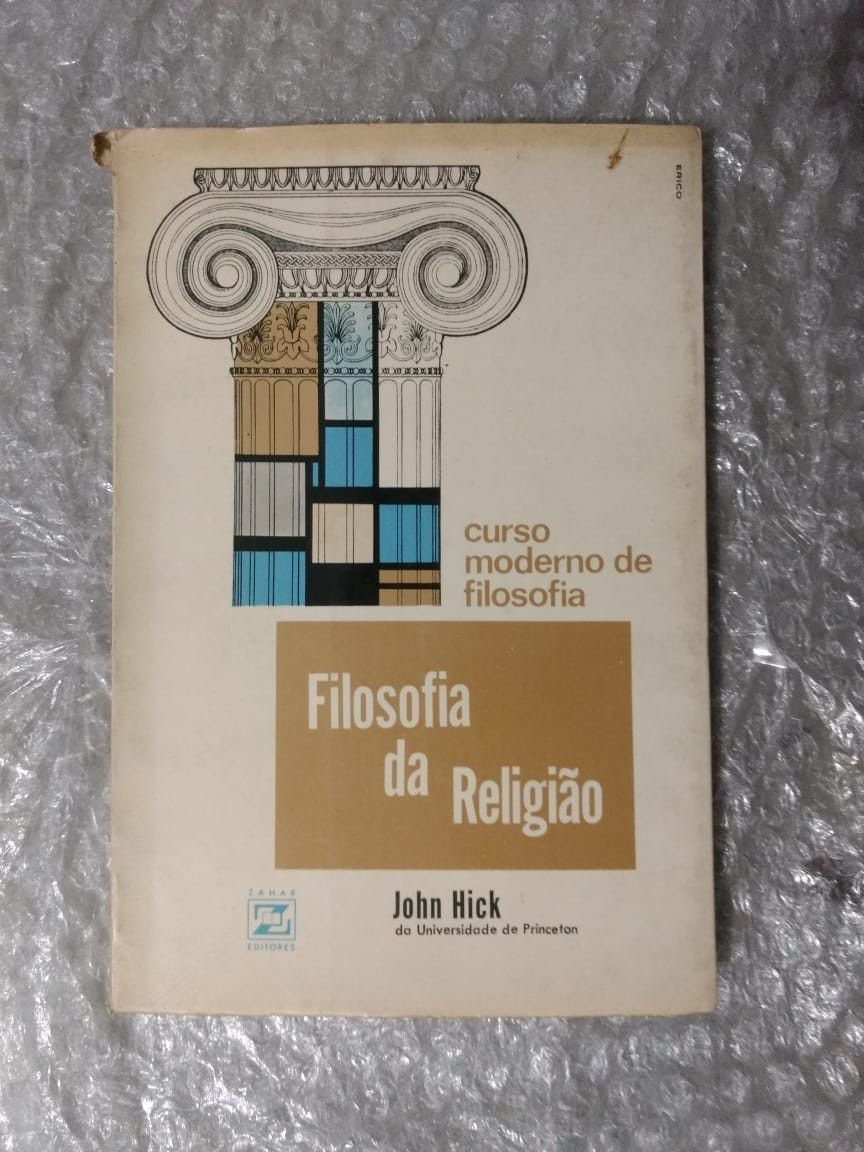 ERICO
curso
moderno de
filosofia
Filosofia
da
Religião
ZAHAR
EDITORES
John Hick
da Universidade de Princeton